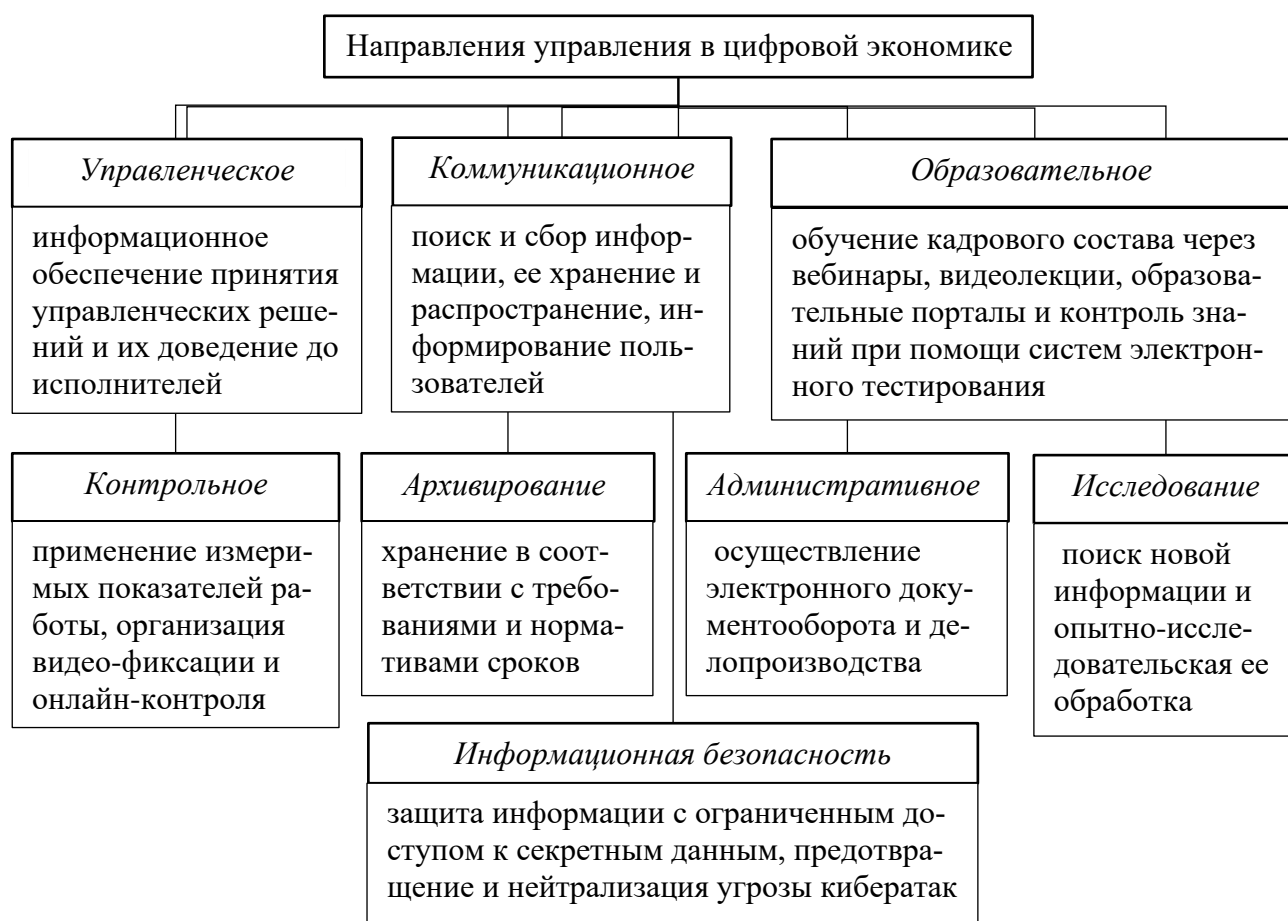 Направления управления в цифровой экономике
Управленческое
информационное
обеспечение принятия
управленческих реше-
ний и их доведение до
исполнителей
Коммуникационное
поиск и сбор инфор-
мации, ее хранение и
распространение, ин-
формирование поль-
зователей
Образовательное
обучение кадрового состава через
вебинары, видеолекции, образова-
тельные порталы и контроль зна-
ний при помощи систем электрон-
ного тестирования
Контрольное
применение измери-
мых показателей ра-
боты, организация
видео-фиксации и
онлайн-контроля
Архивирование
хранение в соот-
ветствии с требо-
ваниями и норма-
тивами сроков
Административное
осуществление
электронного доку-
ментооборота и де-
лопроизводства
Исследование
поиск новой
информации и
опытно-иссле-
довательская ее
обработка
Информационная безопасность
защита информации с ограниченным до-
ступом к секретным данным, предотвра-
щение и нейтрализация угрозы кибератак